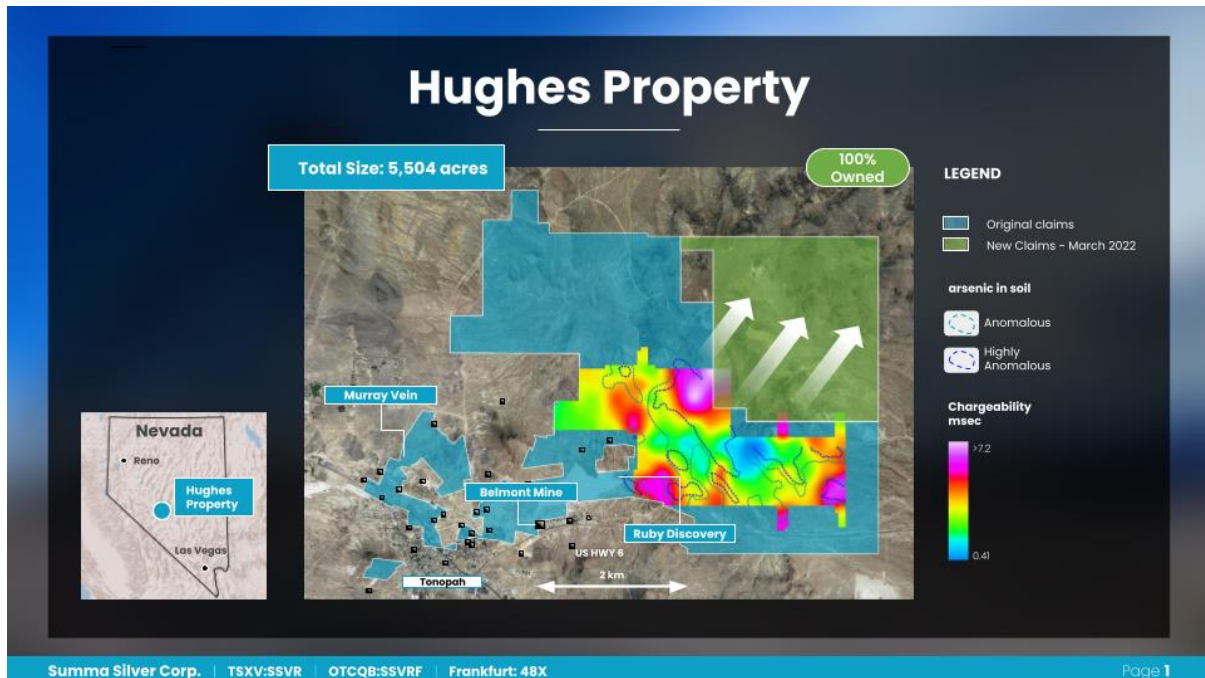 Hughes Property
Total Size: 5,504 acres
100%
Owned
LEGEND
Original claims
New Claims - March 2022
arsenic in soil
Anomalous
Highly
Anomalous
Chargeability
msec
>7.2
0.41
Murray Vein
Belmont Mine
Ruby Discovery
US HWY 6
2 km
Tonopah
Nevada
Reno
Hughes
Property
Las Vegas
Summa Silver Corp. | TSXV:SSVR | OTCQB:SSVRF | Frankfurt: 48X
Page 1